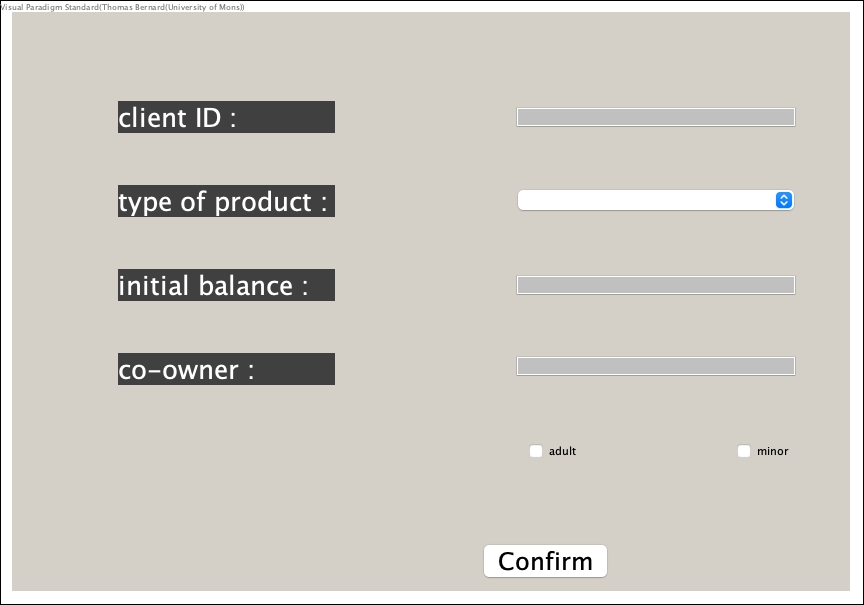 Visual Paradigm Standard(Thomas Bernard(University of Mons))
client ID :
type of product :
initial balance :
co-owner :
adult
minor
Confirm